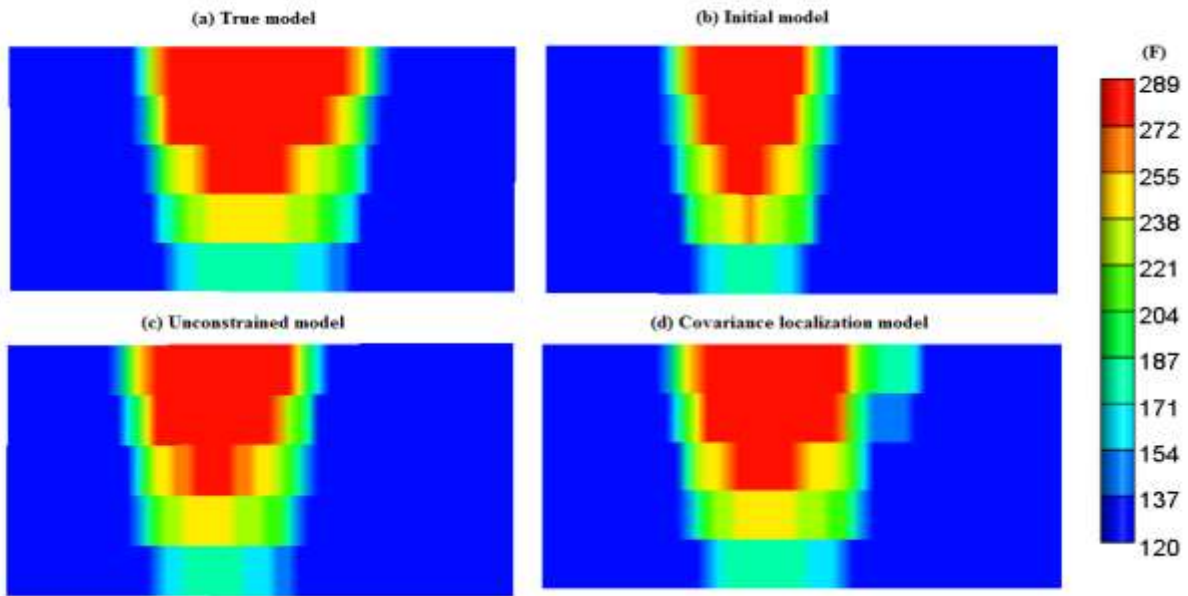 (a) True model
(b) Initial model
(F)
289
272
255
238
221
204
187
171
154
137
120
(c) Unconstrained model
(d) Covariance localization model